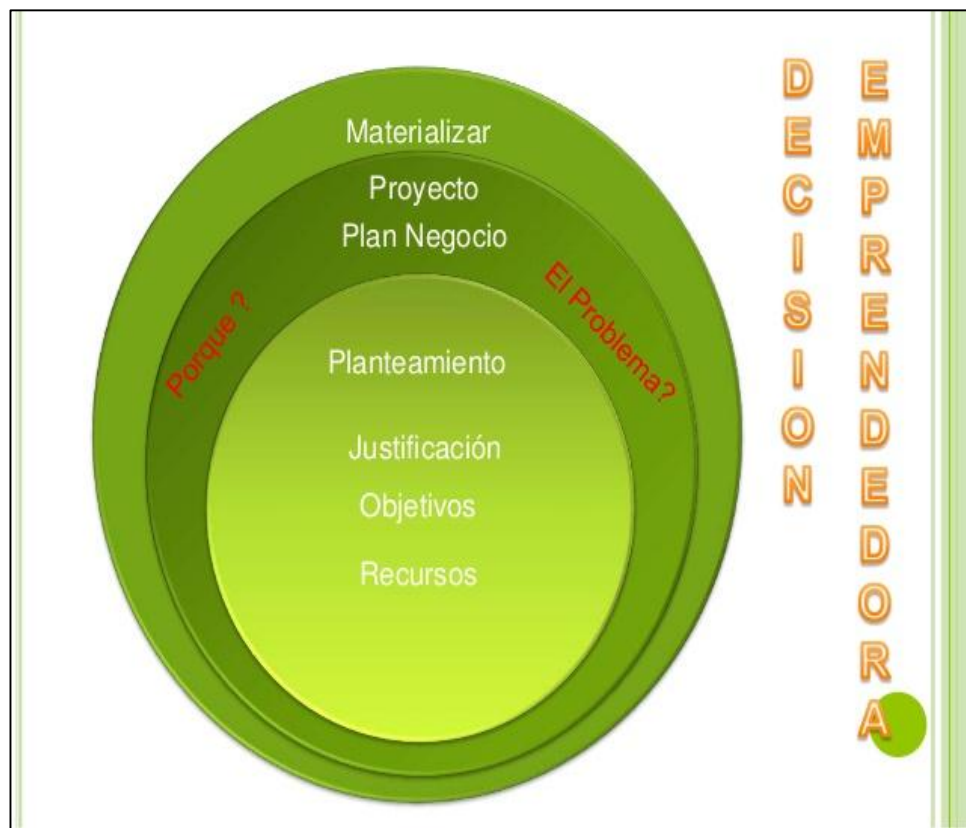 Materializar
Proyecto
Plan Negocio
Porque ?
El Problema?
Planteamiento
Justificación
Objetivos
Recursos
DECISION
EMPRENDEDORA